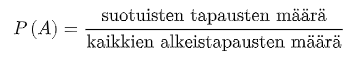 P (A) = suotuisten tapausten määrä
kaikkien alkeistapausten määrä